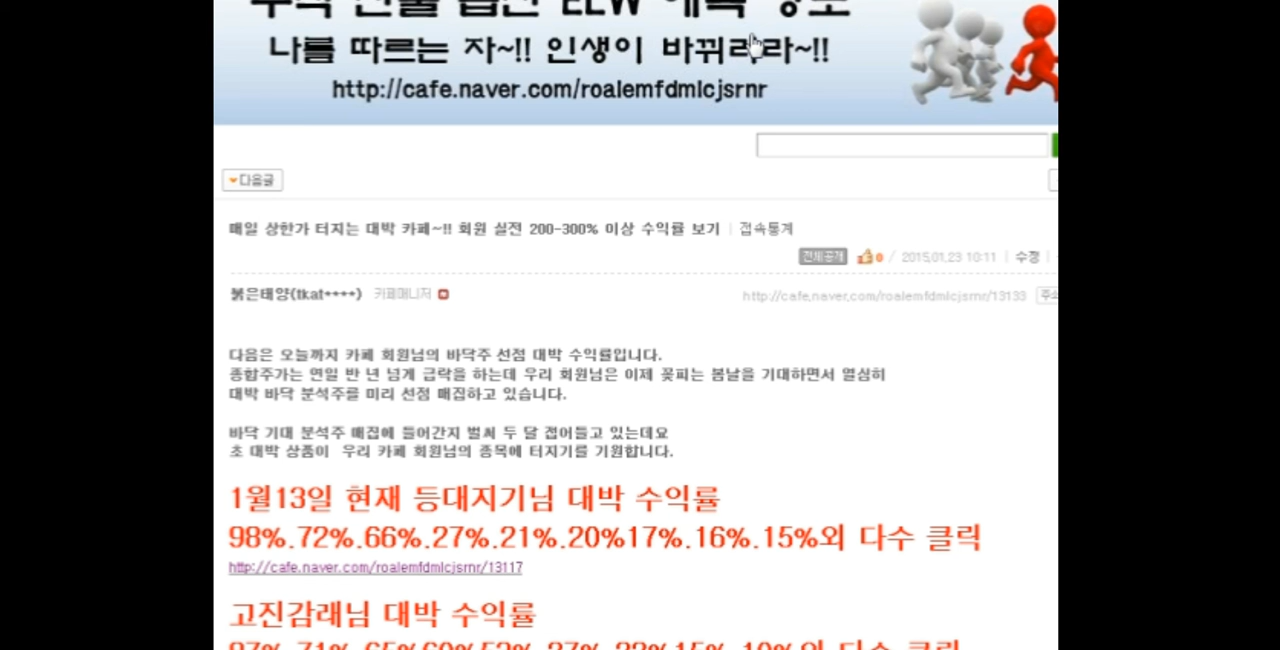 나를 따르는 자~!! 인생이 바뀌리라~!!
http://cafe.naver.com/roalemfdmlcjsrnr
다음글
매일 상한가 터지는 대박 카페~!! 회원 실전 200-300% 이상 수익률 보기 | 접속통계
전체공개 0 / 2015.01.23 10:11 | 수정 |
붉은태양(tkat****) 카페매니저
http://cafe.naver.com/roalemfdmlcjsrnr/13133
다음은 오늘까지 카페 회원님의 바닥주 선점 대박 수익률입니다.
종합주가는 연일 반 년 넘게 급락을 하는데 우리 회원님은 이제 꽃피는 봄날을 기대하면서 열심히
대박 바닥 분석주를 미리 선점 매집하고 있습니다.
바닥 기대 분석주 매집에 들어간지 벌써 두 달 접어들고 있는데요
초 대박 상품이 우리 카페 회원님의 종목에 터지기를 기원합니다.
1월13일 현재 등대지기님 대박 수익률
98%.72%.66%.27%.21%.20%17%.16%.15%외 다수 클릭
http://cafe.naver.com/roalemfdmlcjsrnr/13117
고진감래님 대박 수익률